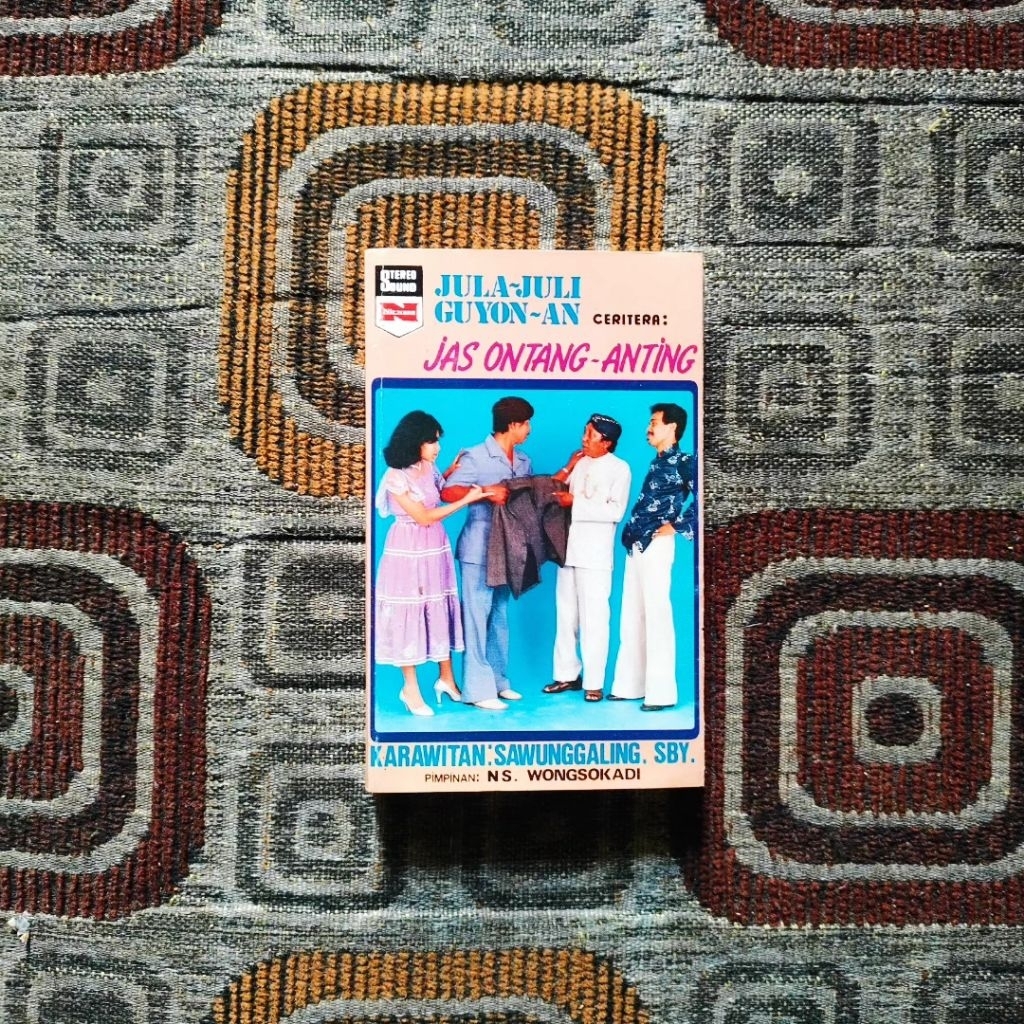 STEREO
SOUND
N
JULA~JULI
GUYON~AN
CERITERA:
JAS ONTANG-ANTING
KARAWITAN: SAWUNGGALING, SBY.
PIMPINAN: NS. WONGSOKADI